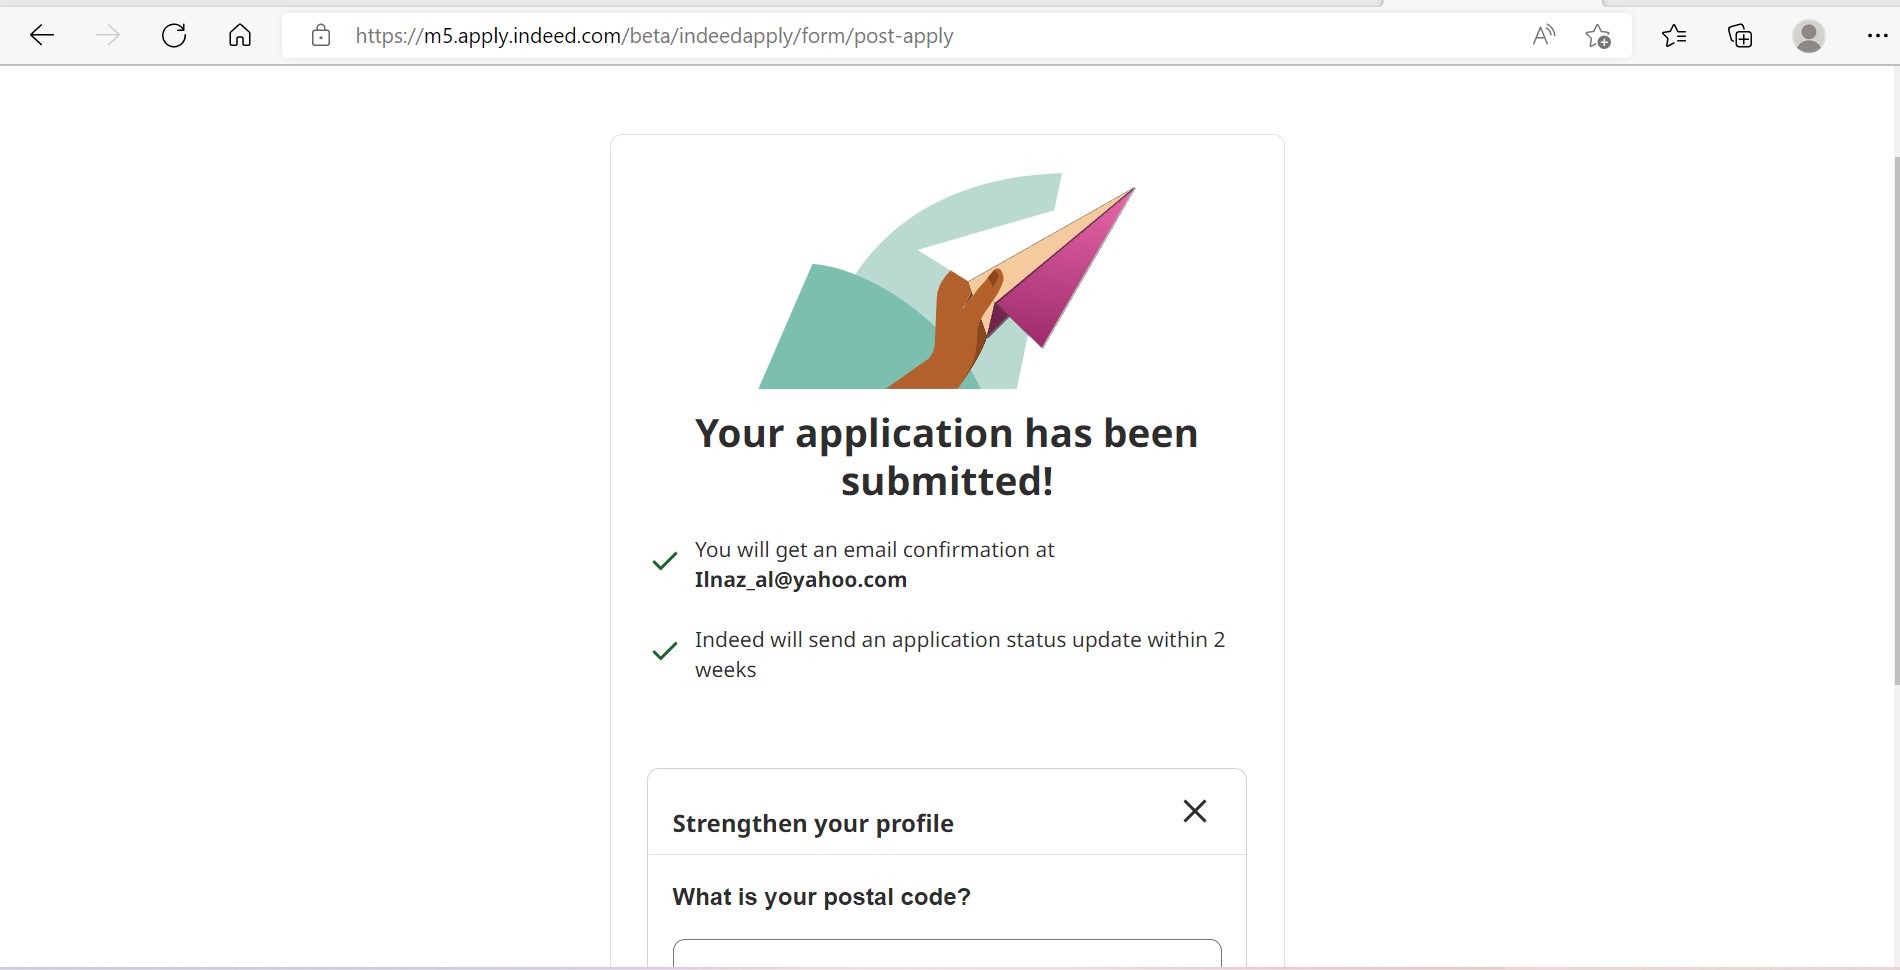 https://m5.apply.indeed.com/beta/indeedapply/form/post-apply
Your application has been
submitted!
You will get an email confirmation at
Ilnaz_al@yahoo.com
Indeed will send an application status update within 2
weeks
Strengthen your profile
What is your postal code?